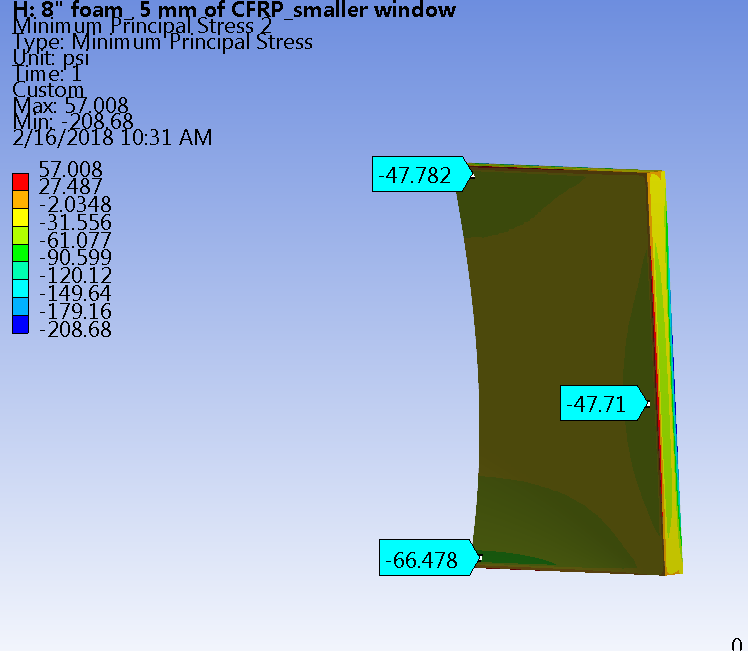 H: 8" foam_ 5 mm of CFRP_smaller window
Minimum Principal Stress 2
Type: Minimum Principal Stress
Unit: psi
Time: 1
Custom
Max: 57.008
Min: -208.68
2/16/2018 10:31 AM
57.008
27.487
-2.0348
-31.556
-61.077
-90.599
-120.12
-149.64
-179.16
-208.68
-47.782
-47.71
-66.478
0